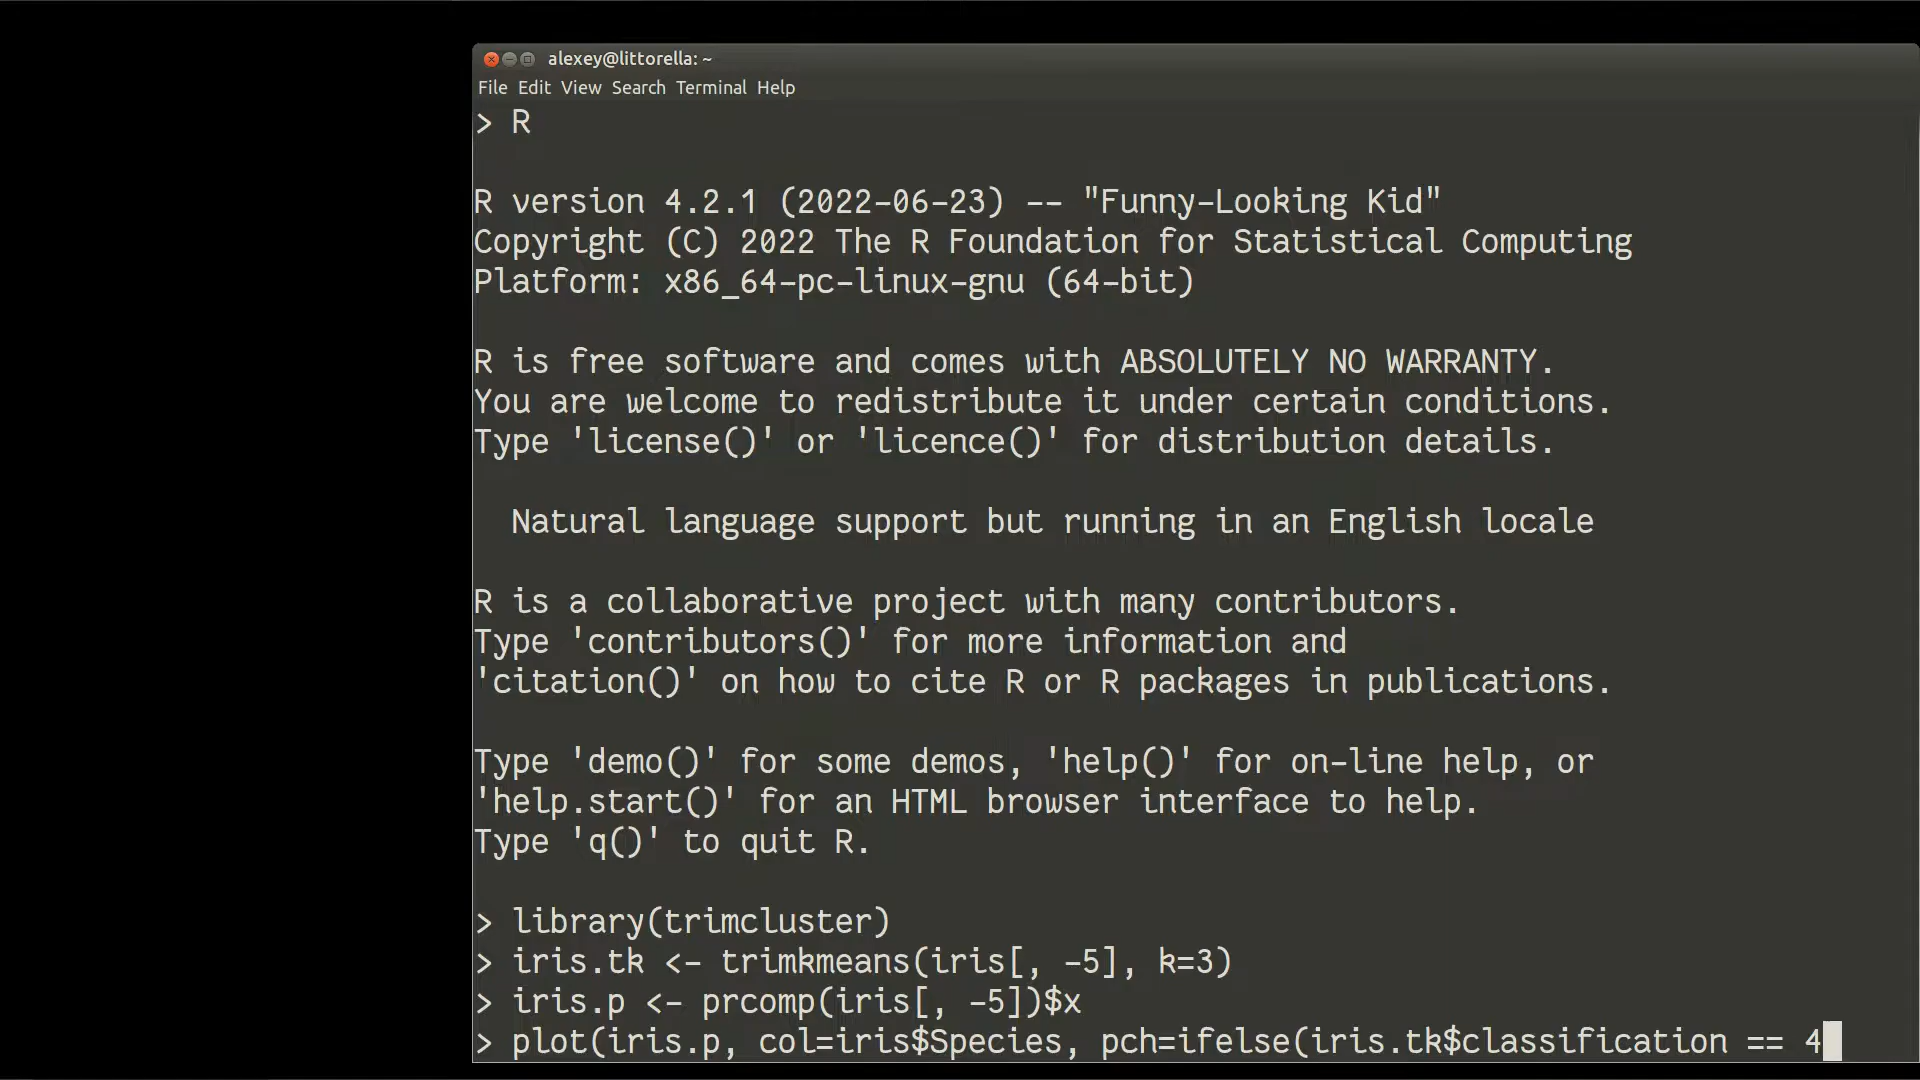 alexey@littorella: ~
File Edit View Search Terminal Help
> R
R version 4.2.1 (2022-06-23) -- "Funny-Looking Kid"
Copyright (C) 2022 The R Foundation for Statistical Computing
Platform: x86_64-pc-linux-gnu (64-bit)
R is free software and comes with ABSOLUTELY NO WARRANTY.
You are welcome to redistribute it under certain conditions.
Type 'license()' or 'licence()' for distribution details.
Natural language support but running in an English locale
R is a collaborative project with many contributors.
Type 'contributors()' for more information and
'citation()' on how to cite R or R packages in publications.
Type 'demo()' for some demos, 'help()' for on-line help, or
'help.start()' for an HTML browser interface to help.
Type 'q()' to quit R.
> library(trimcluster)
> iris.tk <- trimkmeans(iris[, -5], k=3)
> iris.p <- prcomp(iris[, -5])$x
> plot(iris.p, col=iris$Species, pch=ifelse(iris.tk$classification == 4